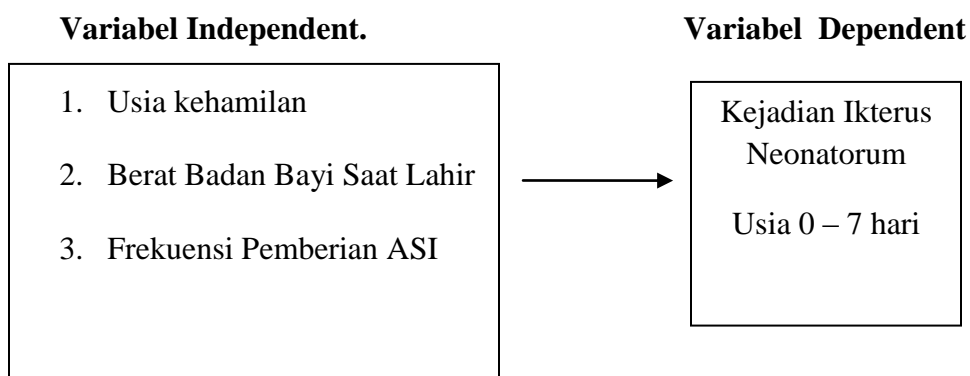 Variabel Independent.
Variabel Dependent
1. Usia kehamilan
2. Berat Badan Bayi Saat Lahir
3. Frekuensi Pemberian ASI
Kejadian Ikterus
Neonatorum
Usia 0 – 7 hari